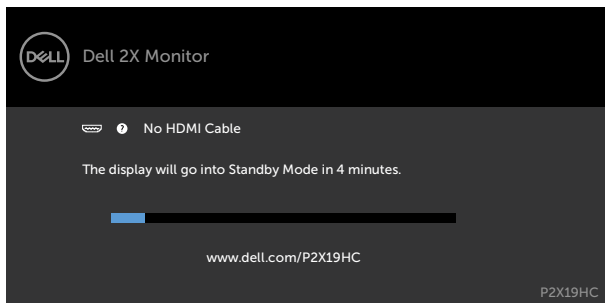 DELL Dell 2X Monitor
? No HDMI Cable
The display will go into Standby Mode in 4 minutes.
www.dell.com/P2X19HC
P2X19HC